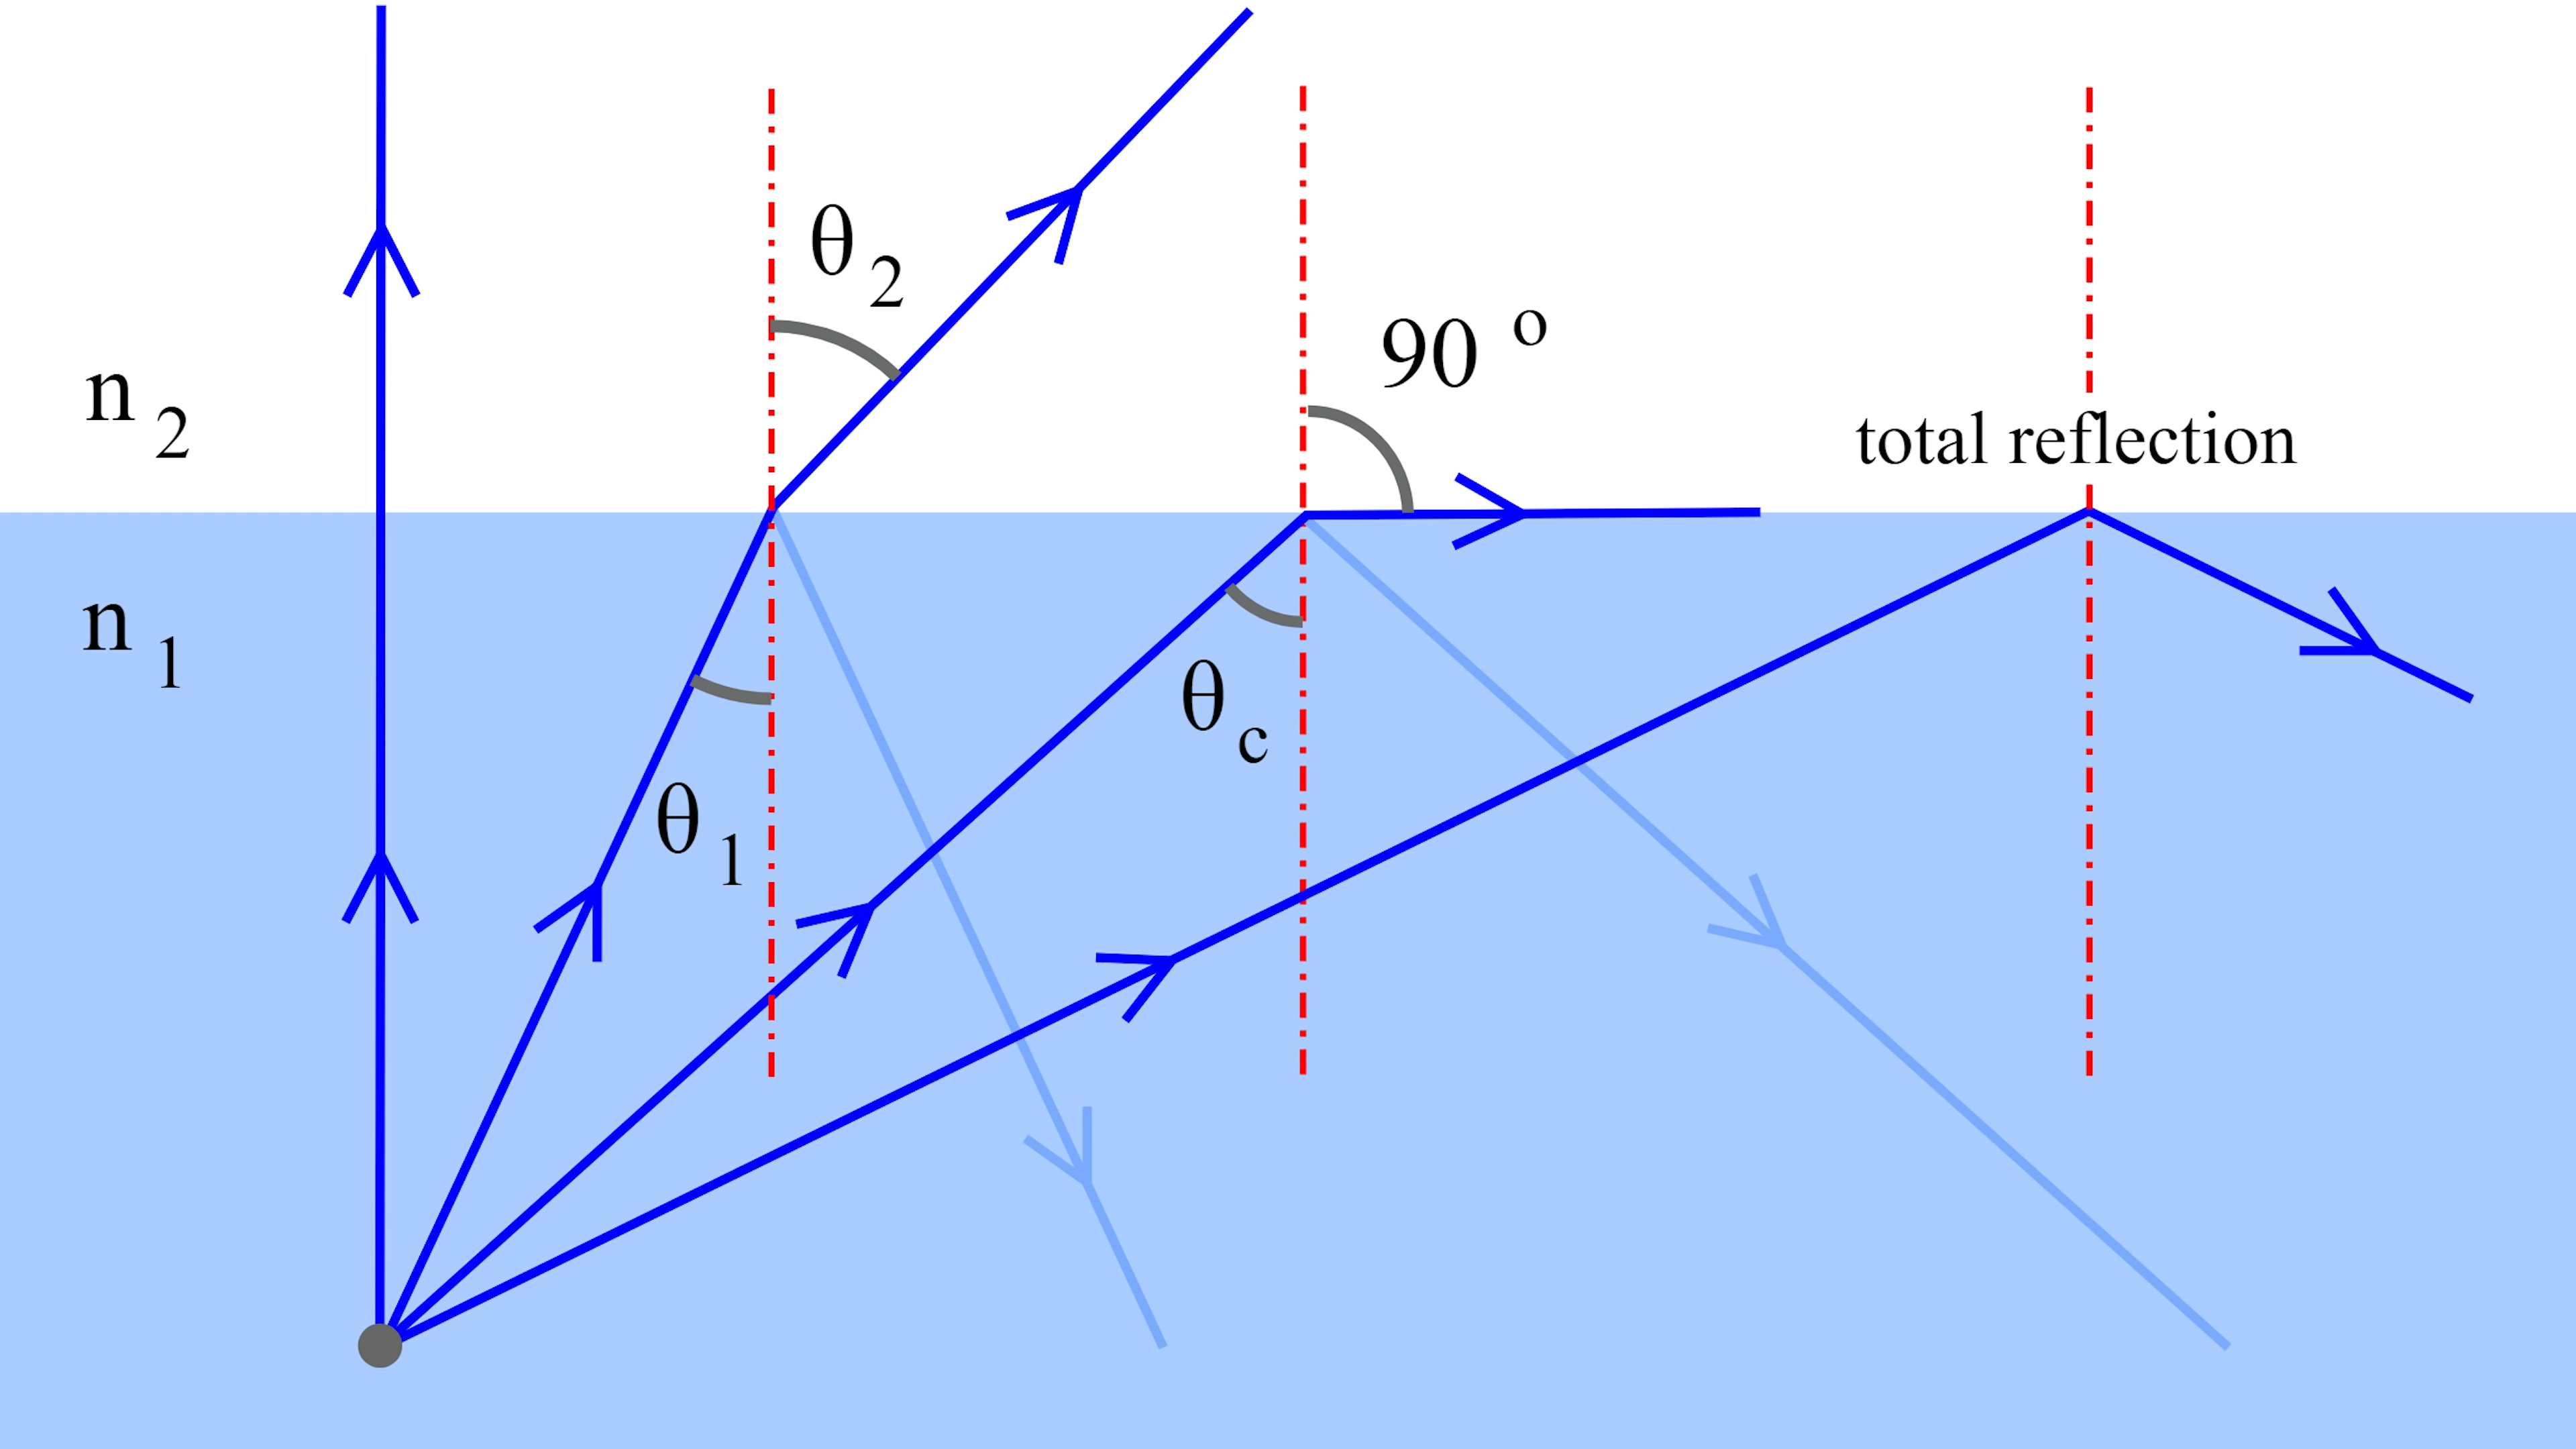 θ 2
90 o
n 2
total reflection
n 1
θ c
θ 1